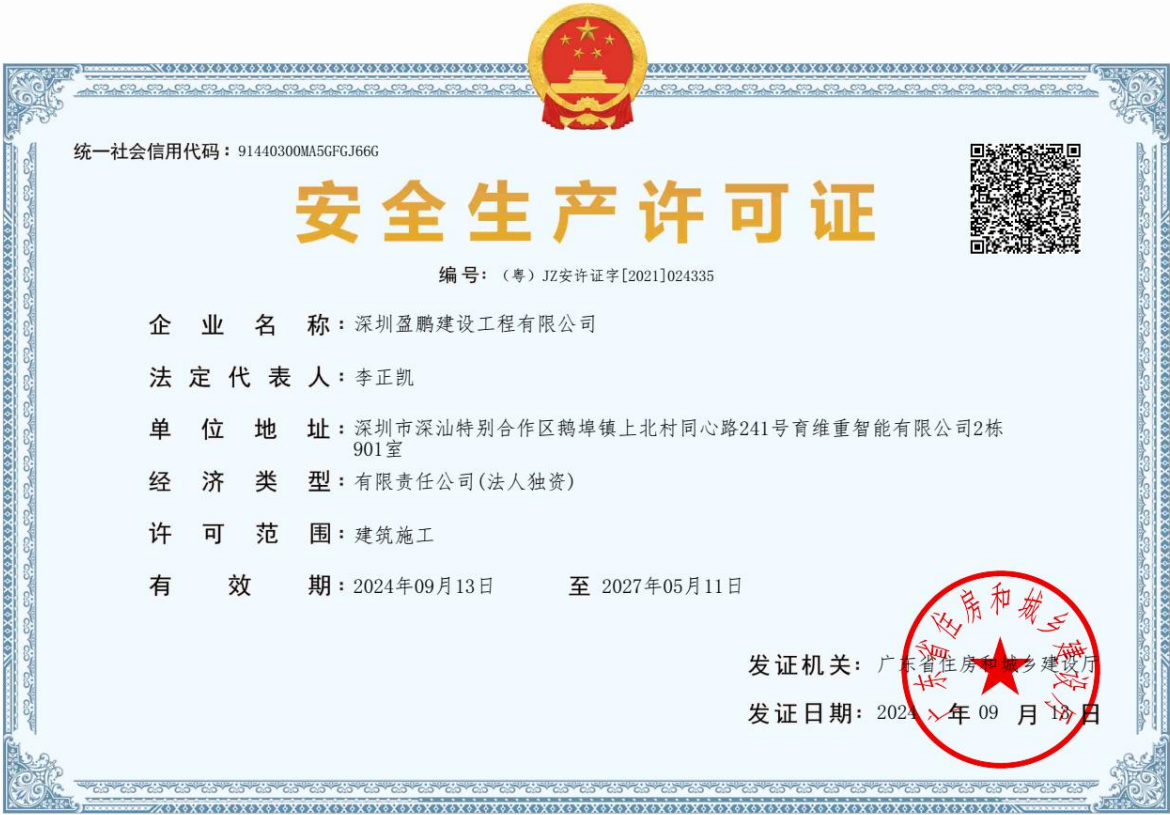 统一社会信用代码：91440300MA5GFGJ66G
安全生产许可证
编号：（粤）JZ安许证字[2021]024335
企业名称：深圳盈鹏建设工程有限公司
法定代表人：李正凯
单位地址：深圳市深汕特别合作区鹅埠镇上北村同心路241号育维重智能有限公司2栋
901室
经济类型：有限责任公司(法人独资)
许可范围：建筑施工
有效期：2024年09月13日 至 2027年05月11日
发证机关：广东省住房和城乡建设厅
发证日期：2024年09月13日
广东省住房和城乡建设厅